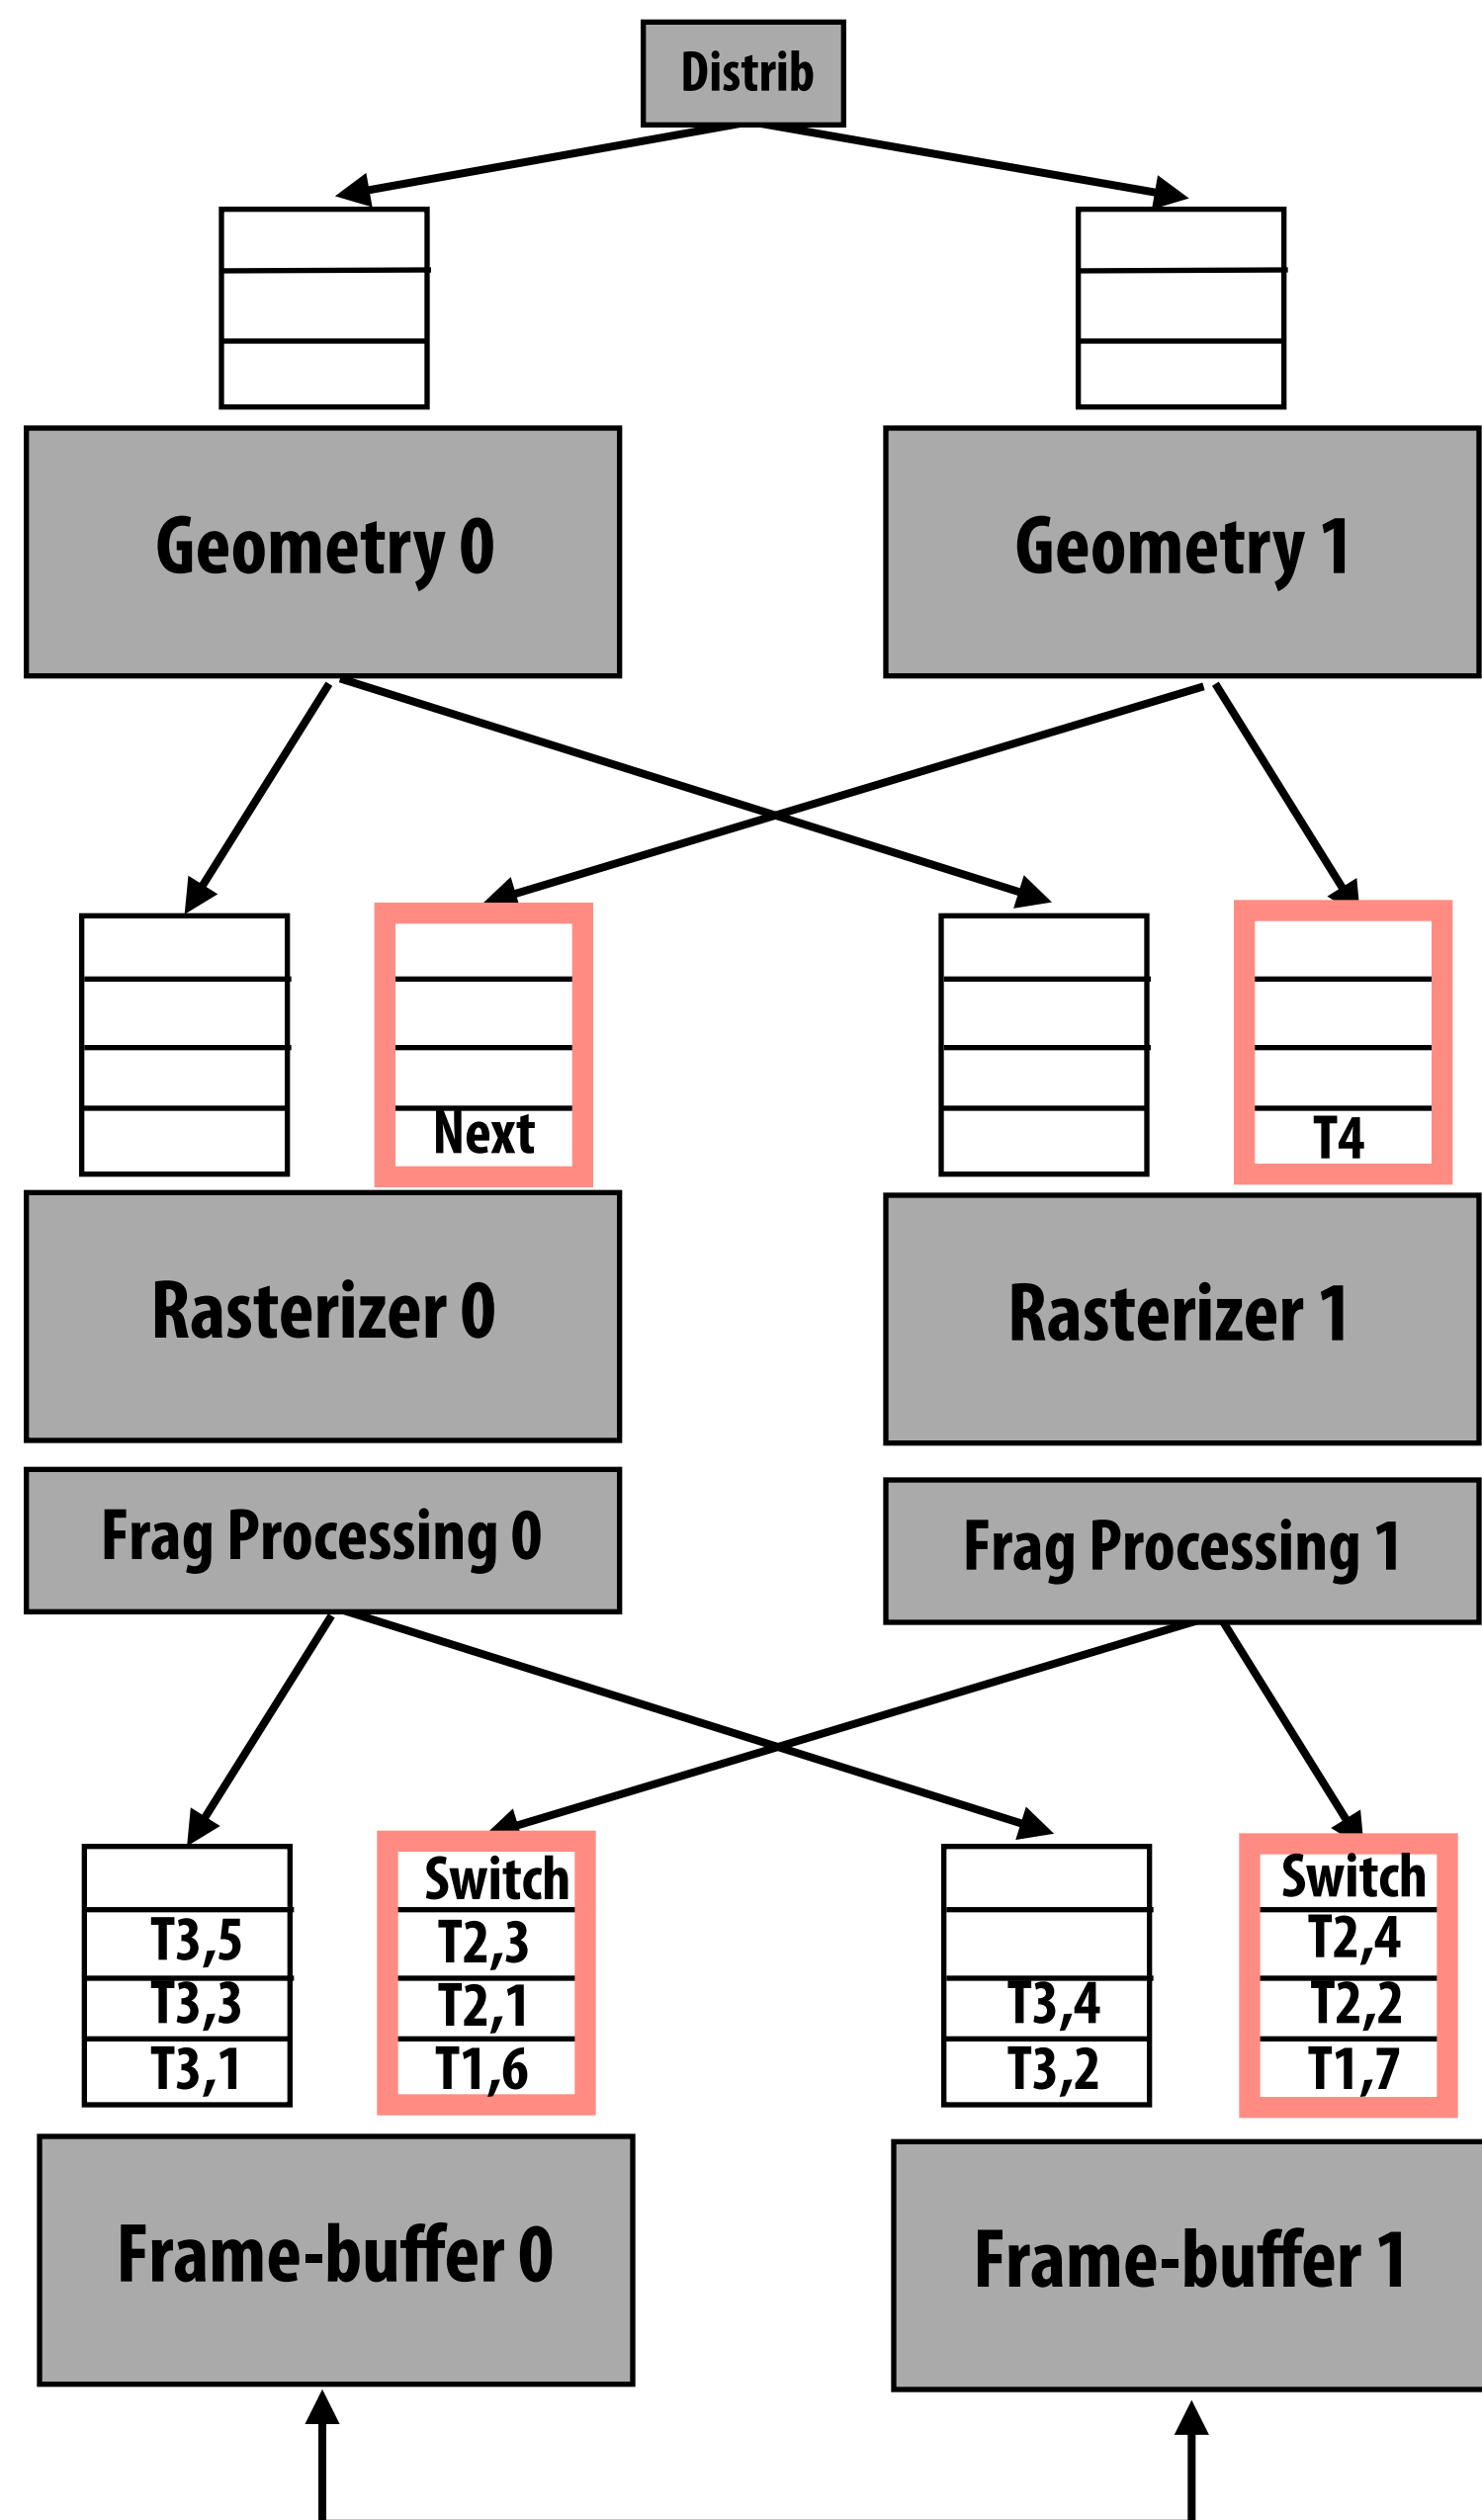 Distrib
Geometry 0
Geometry 1
Next
T4
Rasterizer 0
Rasterizer 1
Frag Processing 0
Frag Processing 1
Switch
Switch
T3,5
T2,3
T2,4
T3,3
T2,1
T3,4
T2,2
T3,1
T1,6
T3,2
T1,7
Frame-buffer 0
Frame-buffer 1